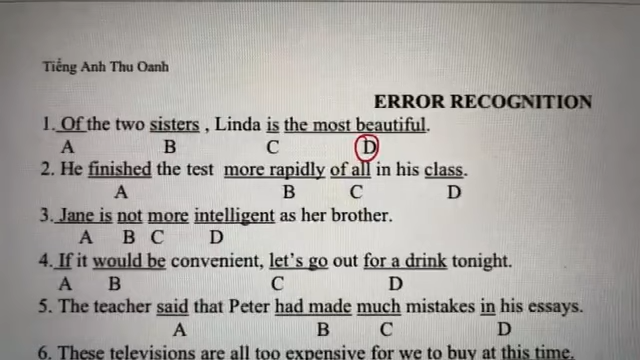 Tiếng Anh Thu Oanh
ERROR RECOGNITION
1. Of the two sisters , Linda is the most beautiful.
A B C D
2. He finished the test more rapidly of all in his class.
A B C D
3. Jane is not more intelligent as her brother.
A B C D
4. If it would be convenient, let’s go out for a drink tonight.
A B C D
5. The teacher said that Peter had made much mistakes in his essays.
A B C D
6. These televisions are all too expensive for we to buy at this time.